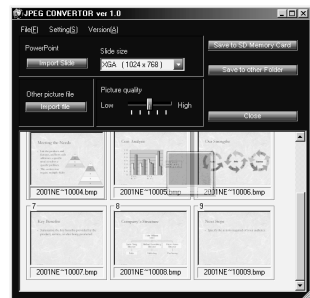 JPEG CONVERTOR ver 1.0
File(F) Setting(S) Version(A)
PowerPoint
Import Slide
Slide size
XGA ( 1024 x 768 )
Save to SD Memory Card
Save to other Folder
Other picture file
Import file
Picture quality
Low High
Close
2001NE~10004.bmp 2001NE~10005.bmp 2001NE~10006.bmp
7 8 9
2001NE~10007.bmp 2001NE~10008.bmp 2001NE~10009.bmp